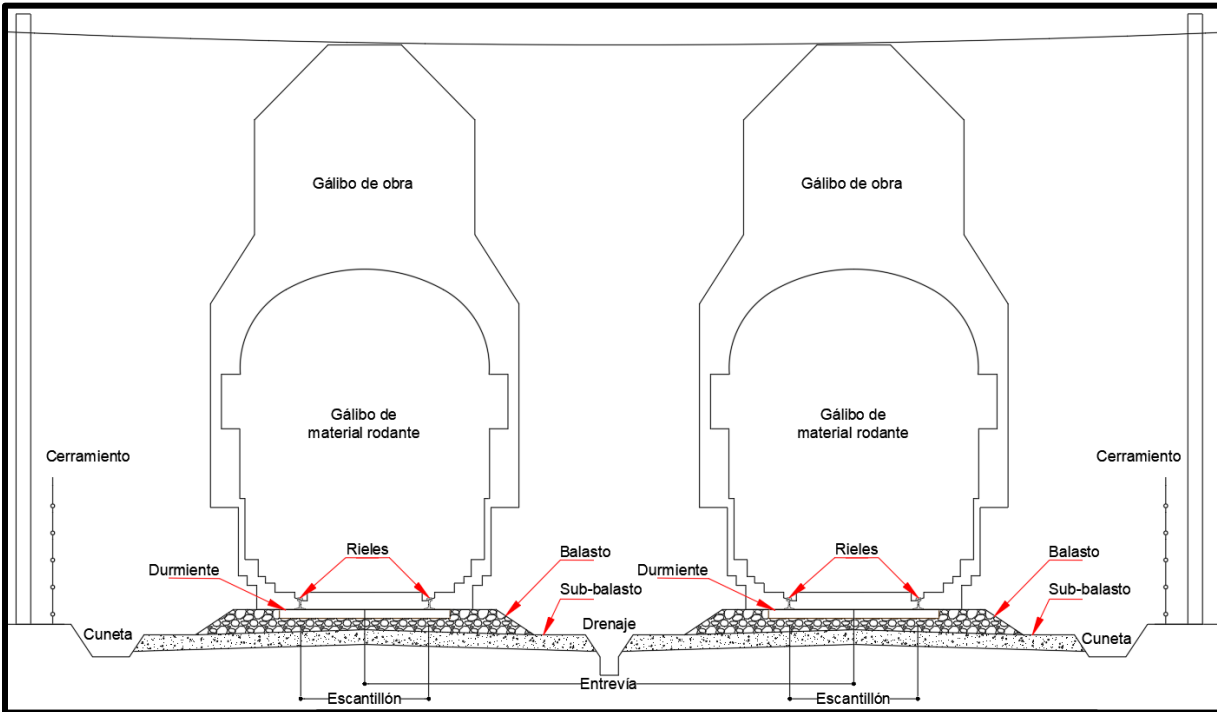 Gálibo de obra
Gálibo de obra
Gálibo de
material rodante
Gálibo de
material rodante
Cerramiento
Cerramiento
Rieles
Balasto
Durmiente
Sub-balasto
Rieles
Balasto
Durmiente
Sub-balasto
Cuneta
Drenaje
Cuneta
Entrevía
Escantillón
Escantillón